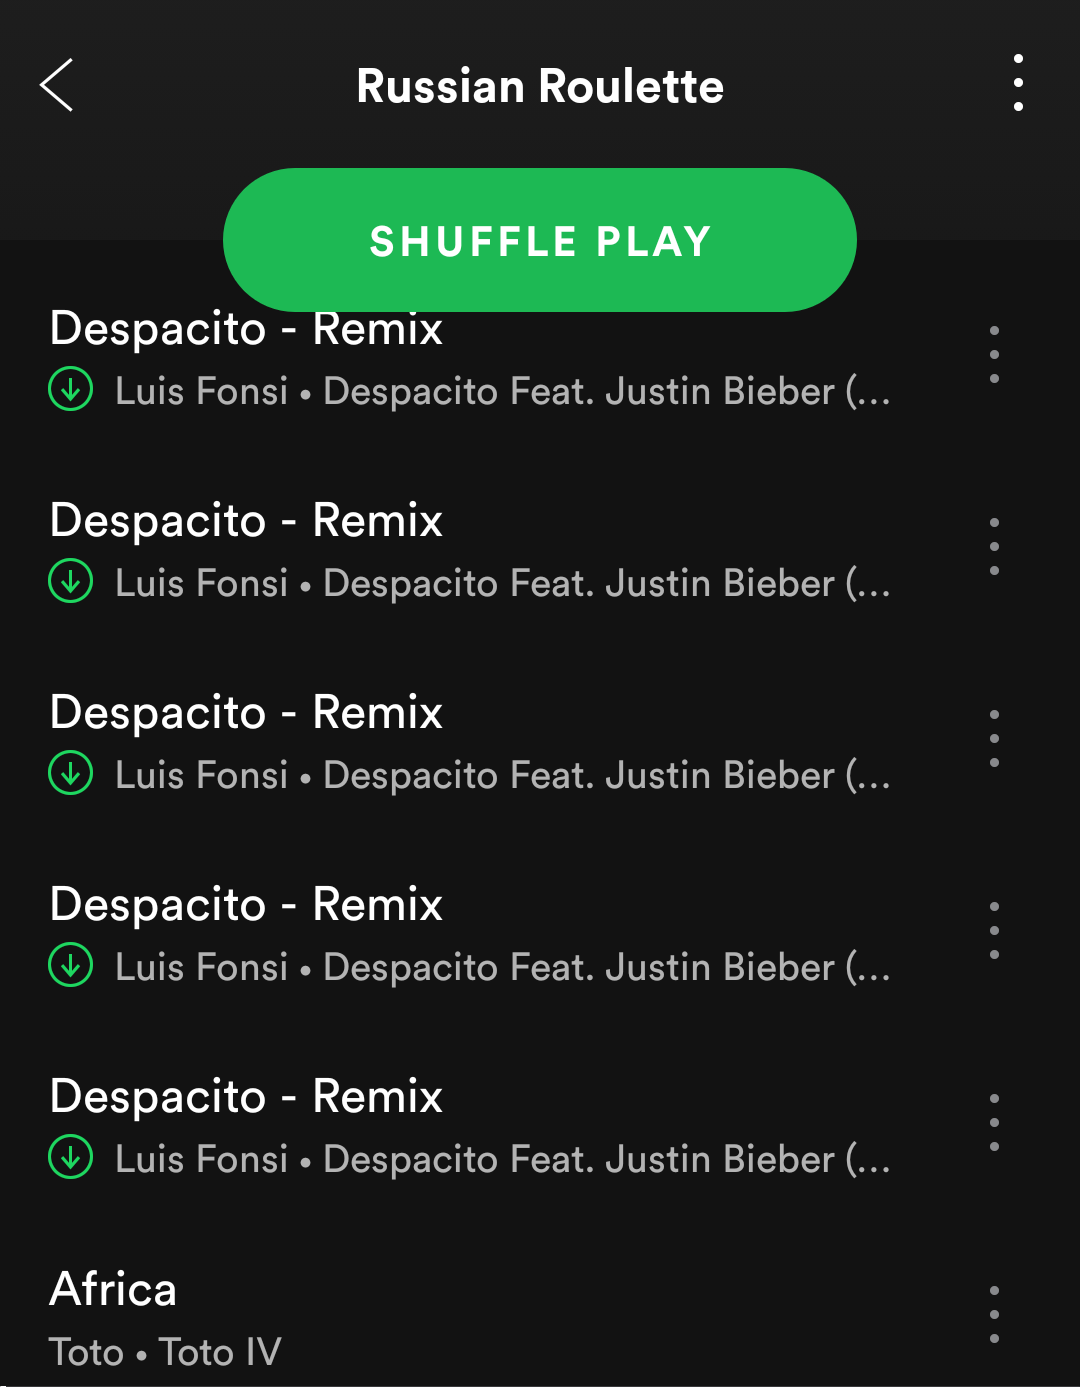 Russian Roulette
SHUFFLE PLAY
Despacito - Remix
Luis Fonsi • Despacito Feat. Justin Bieber (...
Despacito - Remix
Luis Fonsi • Despacito Feat. Justin Bieber (...
Despacito - Remix
Luis Fonsi • Despacito Feat. Justin Bieber (...
Despacito - Remix
Luis Fonsi • Despacito Feat. Justin Bieber (...
Despacito - Remix
Luis Fonsi • Despacito Feat. Justin Bieber (...
Africa
Toto • Toto IV